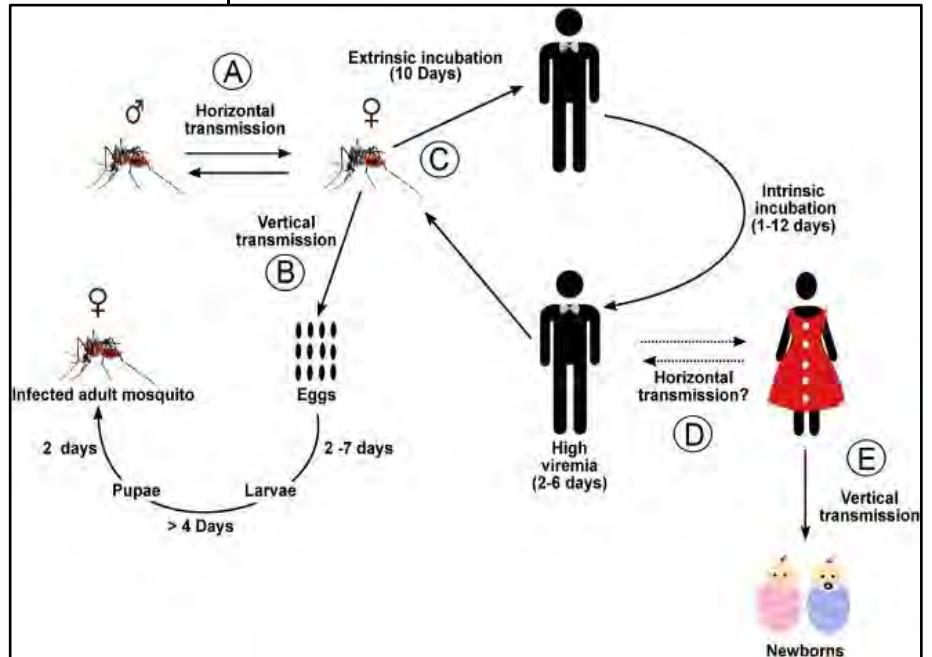 A
Horizontal
transmission
♂
♀
Extrinsic incubation
(10 Days)
C
Intrinsic
incubation
(1-12 days)
Vertical
transmission
B
♀
Infected adult mosquito
Eggs
2 days
2 -7 days
Pupae
Larvae
> 4 Days
High
viremia
(2-6 days)
Horizontal
transmission?
D
E
Vertical
transmission
Newborns